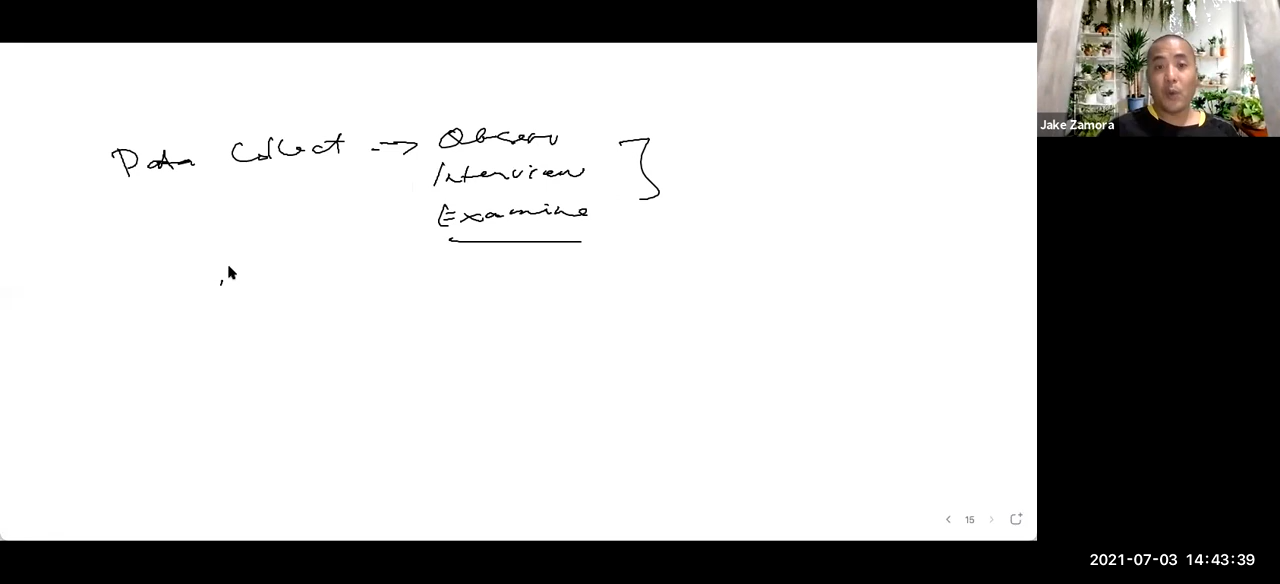 Data Collect → Observ
Interview
Examine
Jake Zamora
15
2021-07-03 14:43:39